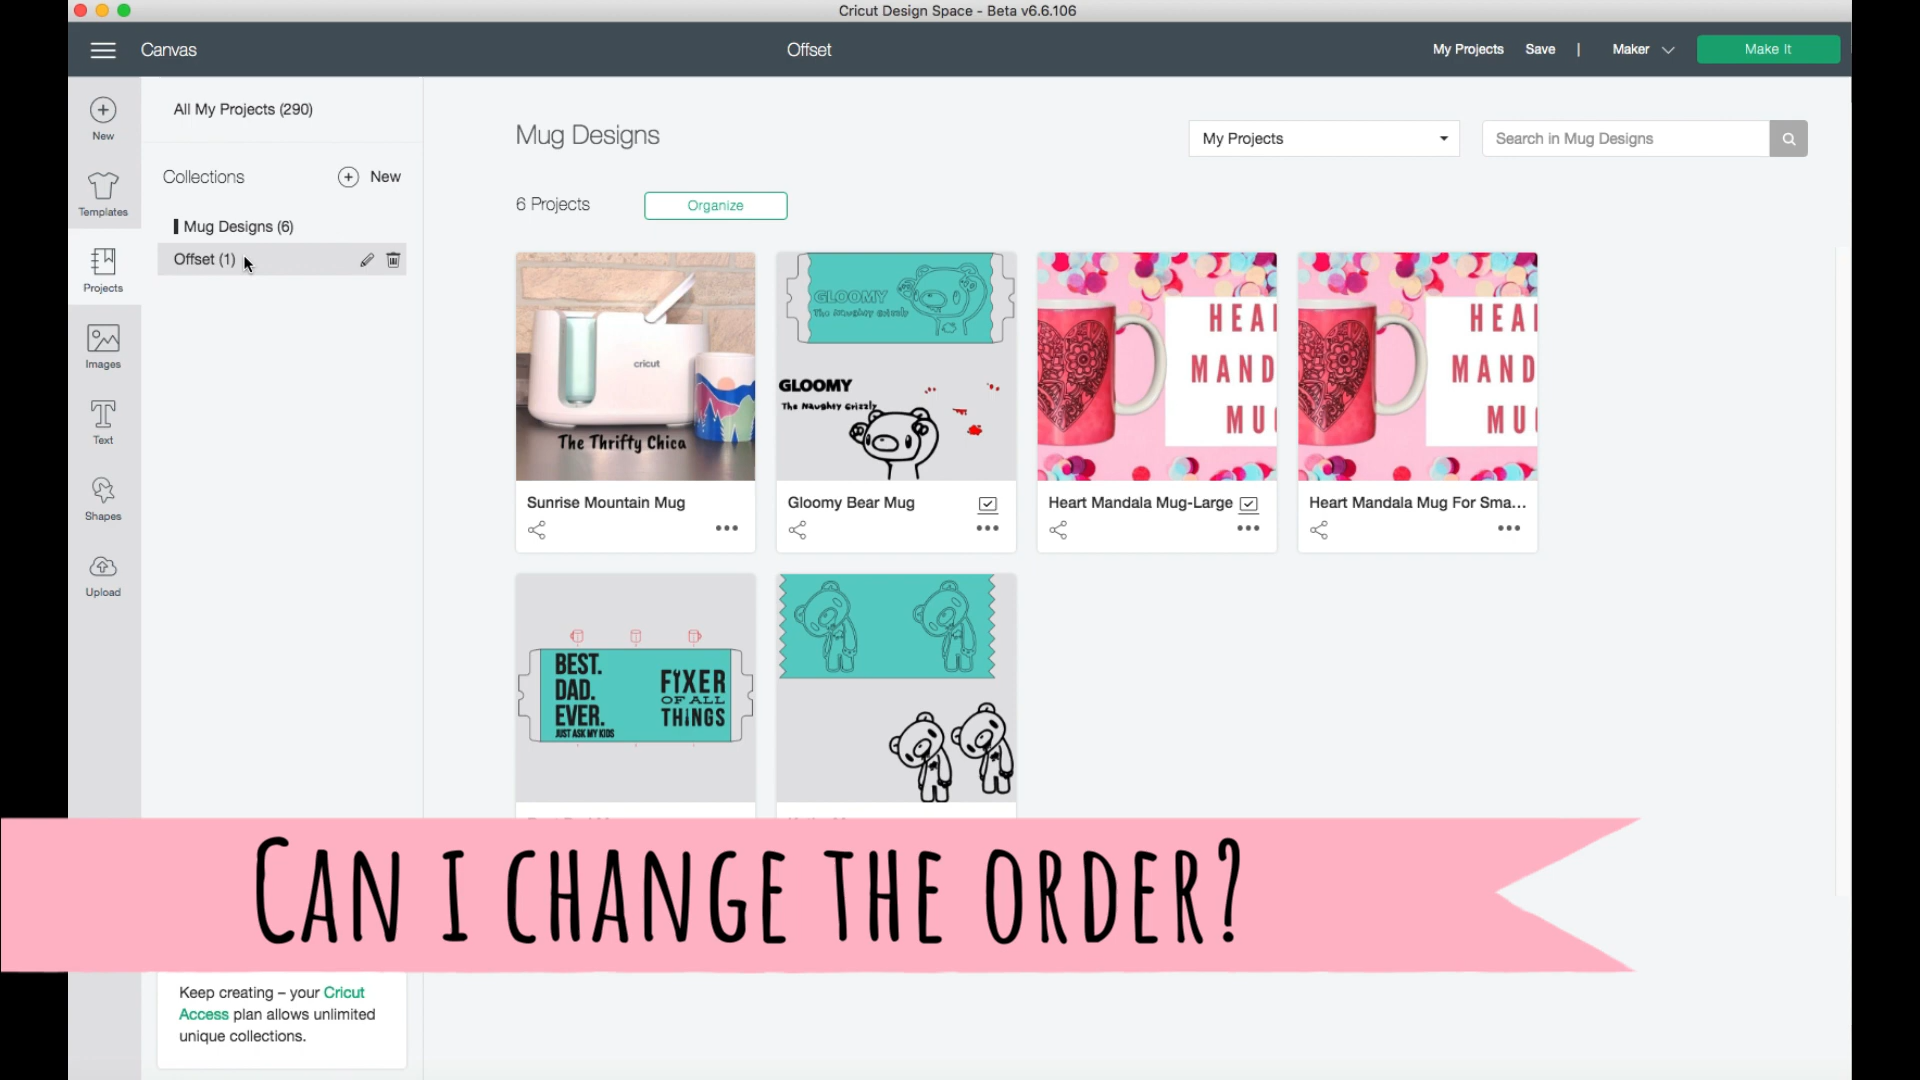 Cricut Design Space - Beta v6.6.106
Canvas
Offset
My Projects
Save
|
Maker
Make It
New
Templates
Projects
Images
Text
Shapes
Upload
All My Projects (290)
Collections
New
Mug Designs (6)
Offset (1)
Mug Designs
My Projects
Search in Mug Designs
6 Projects
Organize
cricut
The Thrifty Chica
Sunrise Mountain Mug
GLOOMY
The Naughty Grizzly
GLOOMY
The Naughty Grizzly
Gloomy Bear Mug
HEA
MAND
MU
Heart Mandala Mug-Large
HEA
MAND
MU
Heart Mandala Mug For Sma...
BEST.
DAD.
EVER.
JUST ASK MY KIDS
FIXER
OF ALL
THINGS
CAN I CHANGE THE ORDER?
Keep creating – your Cricut
Access plan allows unlimited
unique collections.